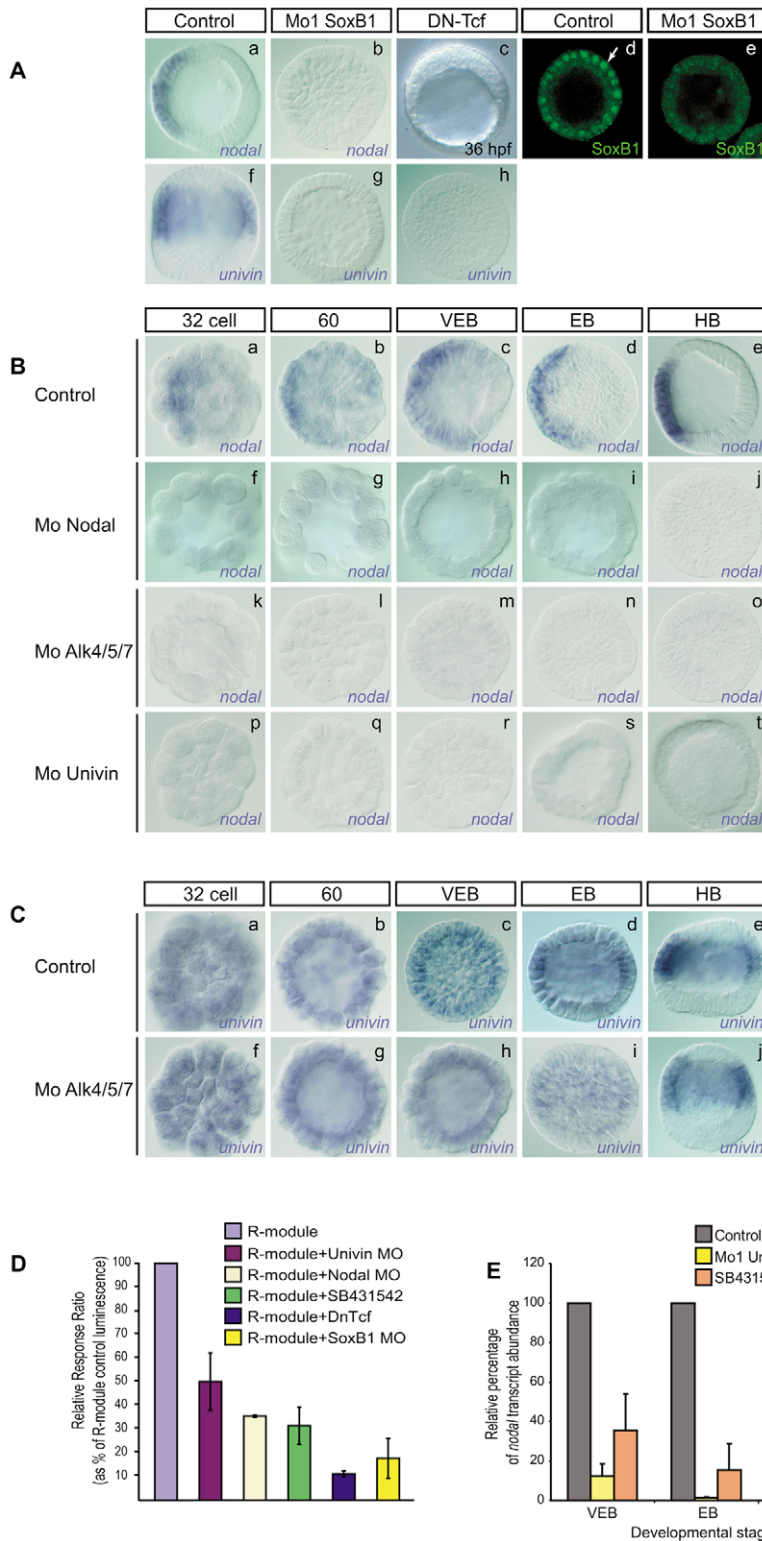 Control Mo1 SoxB1 DN-Tcf Control Mo1 SoxB1
A
a b c d e
nodal nodal 36 hpf SoxB1 SoxB1
f g h
univin univin univin
32 cell 60 VEB EB HB
B
a b c d e
Control
nodal nodal nodal nodal nodal
f g h i j
Mo Nodal
nodal nodal nodal nodal nodal
k l m n o
Mo Alk4/5/7
nodal nodal nodal nodal nodal
p q r s t
Mo Univin
nodal nodal nodal nodal nodal
32 cell 60 VEB EB HB
C
a b c d e
Control
univin univin univin univin univin
f g h i j
Mo Alk4/5/7
univin univin univin univin univin
D
R-module
R-module+Univin MO
R-module+Nodal MO
R-module+SB431542
R-module+DnTcf
R-module+SoxB1 MO
Relative Response Ratio
(as % of R-module control luminescence)
100
90
80
70
60
50
40
30
20
10
E
Control
Mo1 Un
SB4315
Relative percentage
of nodal transcript abundance
120
100
80
60
40
20
0
VEB EB
Developmental stag